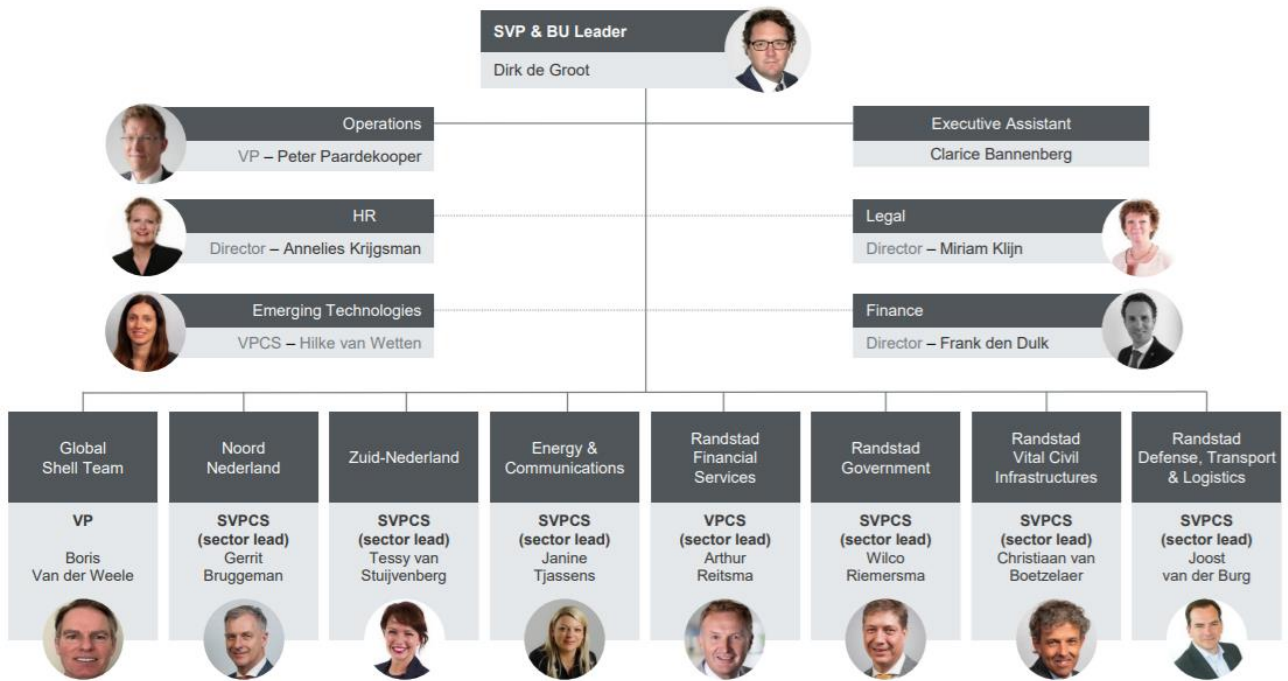 SVP & BU Leader
Dirk de Groot
Operations
VP – Peter Paardekooper
Executive Assistant
Clarice Bannenberg
HR
Director – Annelies Krijgsman
Legal
Director – Miriam Klijn
Emerging Technologies
VPCS – Hilke van Wetten
Finance
Director – Frank den Dulk
Global
Shell Team
VP
Boris
Van der Weele
Noord
Nederland
SVPCS
(sector lead)
Gerrit
Bruggeman
Zuid-Nederland
SVPCS
(sector lead)
Tessy van
Stuijvenberg
Energy &
Communications
SVPCS
(sector lead)
Janine
Tjassens
Randstad
Financial
Services
VPCS
(sector lead)
Arthur
Reitsma
Randstad
Government
SVPCS
(sector lead)
Wilco
Riemersma
Randstad
Vital Civil
Infrastructures
SVPCS
(sector lead)
Christiaan van
Boetzelaer
Randstad
Defense, Transport
& Logistics
SVPCS
(sector lead)
Joost
van der Burg